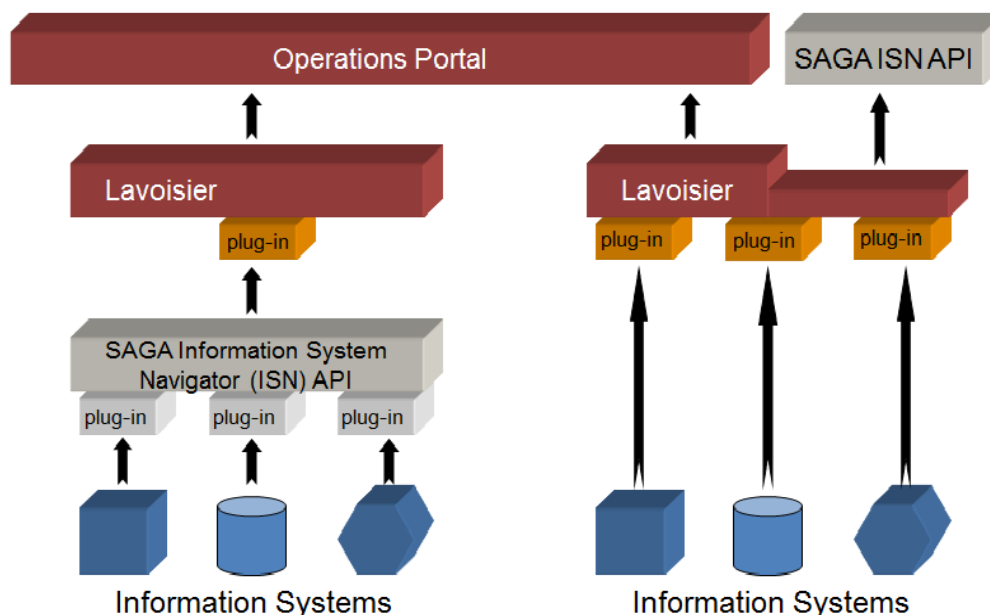 Operations Portal
SAGA ISN API
Lavoisier
Lavoisier
plug-in
plug-in
plug-in
plug-in
SAGA Information System
Navigator (ISN) API
plug-in
plug-in
plug-in
Information Systems
Information Systems